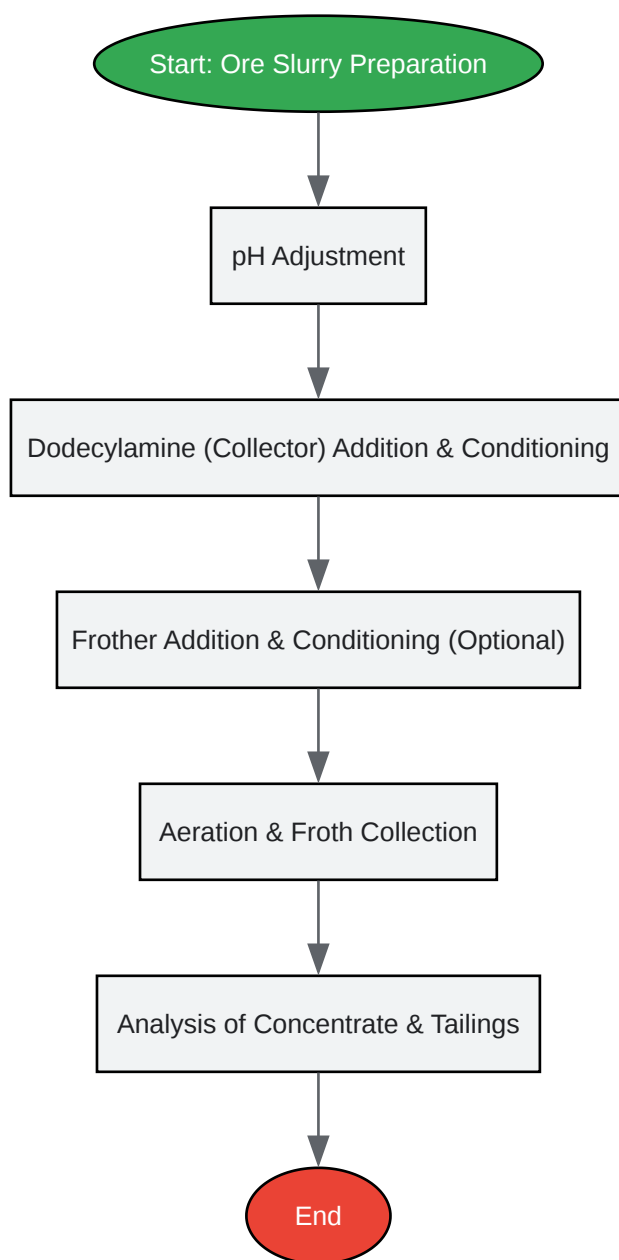 Start: Ore Slurry Preparation
pH Adjustment
Dodecylamine (Collector) Addition & Conditioning
Frother Addition & Conditioning (Optional)
Aeration & Froth Collection
Analysis of Concentrate & Tailings
End